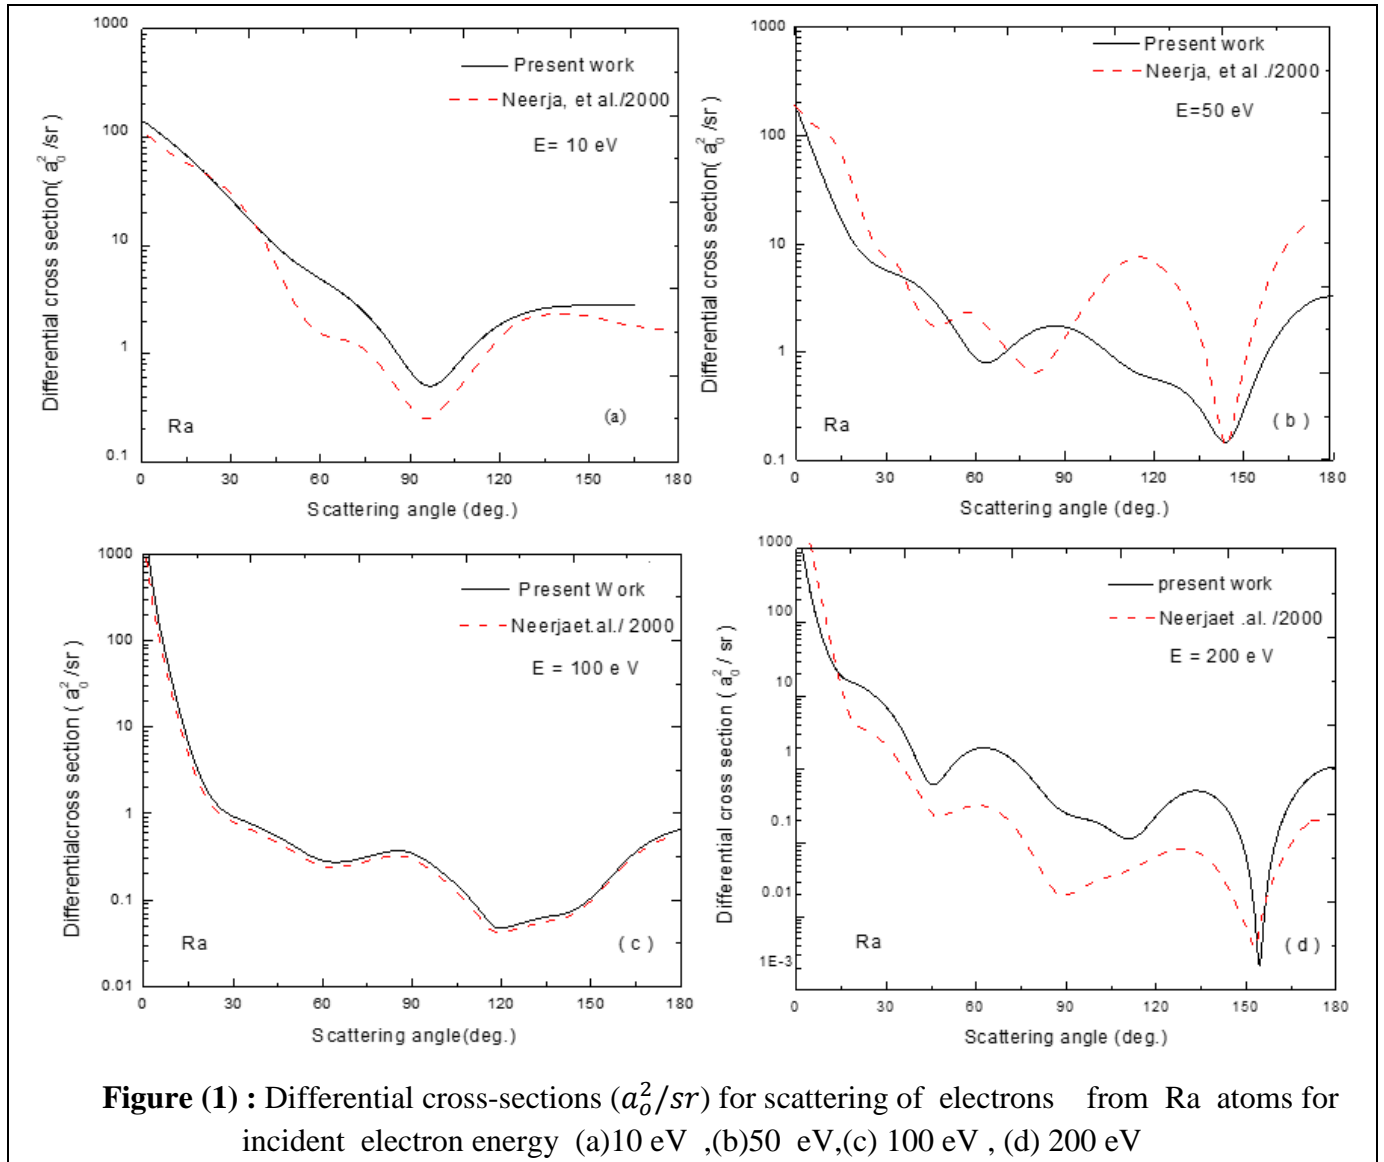 1000
100
10
1
0.1
Differential cross section( a₀² /sr)
Present work
Neerja, et al./2000
E= 10 eV
(a)
Ra
0 30 60 90 120 150 180
Scattering angle (deg.)
1000
100
10
1
0.1
Differential cross section( a₀² /sr)
Present work
Neerja, et al ./2000
E=50 eV
( b )
Ra
0 30 60 90 120 150 180
Scattering angle (deg.)
1000
100
10
1
0.1
0.01
Differentialcross section ( a₀² /sr)
Present W ork
Neerjaet.al./ 2000
E = 100 e V
( c )
Ra
0 30 60 90 120 150 180
Scattering angle(deg.)
1000
100
10
1
0.1
0.01
1E-3
Differential cross section ( a₀² / sr )
present work
Neerjaet .al. /2000
E = 200 e V
( d )
Ra
0 30 60 90 120 150 180
Scattering angle (deg.)
Figure (1) : Differential cross-sections (aₒ²/sr) for scattering of electrons from Ra atoms for
incident electron energy (a)10 eV ,(b)50 eV,(c) 100 eV , (d) 200 eV